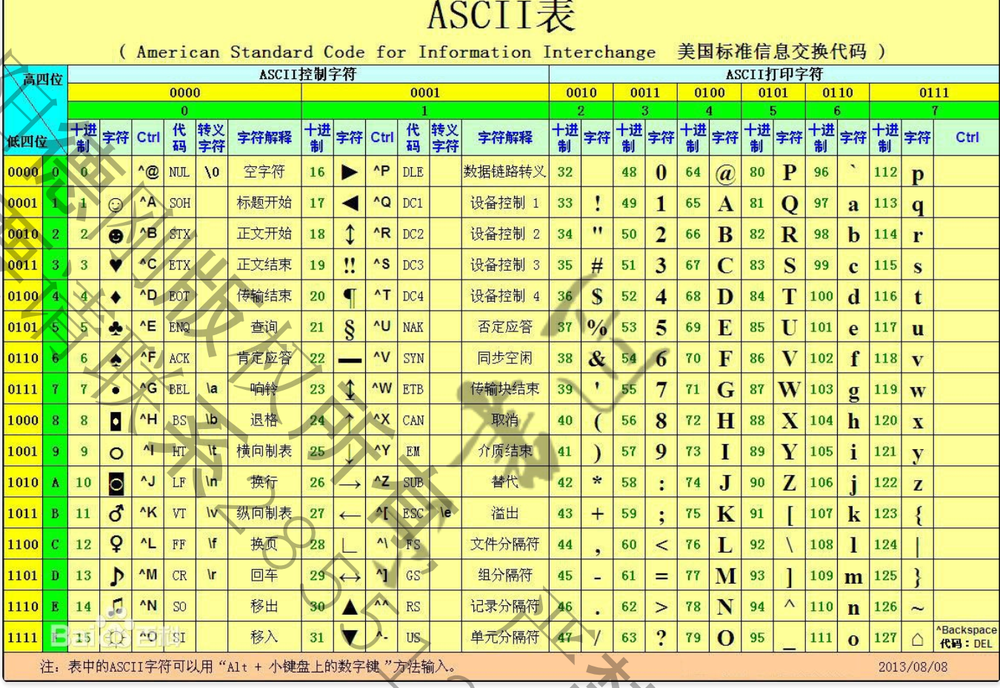 ASCII表
( American Standard Code for Information Interchange 美国标准信息交换代码 )
高四位 ASCII控制字符 ASCII打印字符
0000 0001 0010 0011 0100 0101 0110 0111
0 1 2 3 4 5 6 7
低四位 十进制 字符 Ctrl 代码 转义字符 字符解释 十进制 字符 Ctrl 代码 转义字符 字符解释 十进制 字符 十进制 字符 十进制 字符 十进制 字符 十进制 字符 十进制 字符 Ctrl
0000 0 0 ^@ NUL \0 空字符 16 ► ^P DLE 数据链路转义 32 48 0 64 @ 80 P 96 ` 112 p
0001 1 1 ☺ ^A SOH 标题开始 17 ◄ ^Q DC1 设备控制 1 33 ! 49 1 65 A 81 Q 97 a 113 q
0010 2 2 ☻ ^B STX 正文开始 18 ↕ ^R DC2 设备控制 2 34 " 50 2 66 B 82 R 98 b 114 r
0011 3 3 ♥ ^C ETX 正文结束 19 ‼ ^S DC3 设备控制 3 35 # 51 3 67 C 83 S 99 c 115 s
0100 4 4 ♦ ^D EOT 传输结束 20 ¶ ^T DC4 设备控制 4 36 $ 52 4 68 D 84 T 100 d 116 t
0101 5 5 ♣ ^E ENQ 查询 21 § ^U NAK 否定应答 37 % 53 5 69 E 85 U 101 e 117 u
0110 6 6 ♠ ^F ACK 肯定应答 22 ▬ ^V SYN 同步空闲 38 & 54 6 70 F 86 V 102 f 118 v
0111 7 7 • ^G BEL \a 响铃 23 ↨ ^W ETB 传输块结束 39 ' 55 7 71 G 87 W 103 g 119 w
1000 8 8 ◘ ^H BS \b 退格 24 ↑ ^X CAN 取消 40 ( 56 8 72 H 88 X 104 h 120 x
1001 9 9 ○ ^I HT \t 横向制表 25 ↓ ^Y EM 介质结束 41 ) 57 9 73 I 89 Y 105 i 121 y
1010 A 10 ◙ ^J LF \n 换行 26 → ^Z SUB 替代 42 * 58 : 74 J 90 Z 106 j 122 z
1011 B 11 ♂ ^K VT \v 纵向制表 27 ← ^[ ESC \e 溢出 43 + 59 ; 75 K 91 [ 107 k 123 {
1100 C 12 ♀ ^L FF \f 换页 28 ∟ ^\ FS 文件分隔符 44 , 60 < 76 L 92 \ 108 l 124 |
1101 D 13 ♪ ^M CR \r 回车 29 ↔ ^] GS 组分隔符 45 - 61 = 77 M 93 ] 109 m 125 }
1110 E 14 ♫ ^N SO 移出 30 ▲ ^^ RS 记录分隔符 46 . 62 > 78 N 94 ^ 110 n 126 ~
1111 15 ☼ ^O SI 移入 31 ▼ ^- US 单元分隔符 47 / 63 ? 79 O 95 _ 111 o 127 ⌂ ^Backspace 代码：DEL
Bai 百科
注：表中的ASCII字符可以用“Alt + 小键盘上的数字键”方法输入。 2013/08/08
德刚版权所有
请联系28551